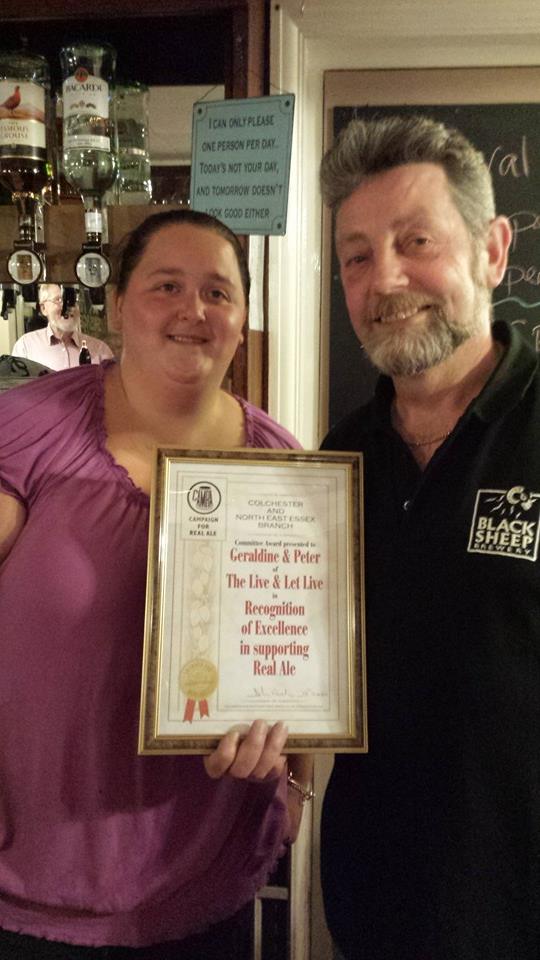 THE
FAMOUS
GROUSE
BACARDI
I CAN ONLY PLEASE
ONE PERSON PER DAY..
TODAY'S NOT YOUR DAY,
AND TOMORROW DOESN'T
LOOK GOOD EITHER
CAMRA
CAMPAIGN
FOR
REAL ALE
COLCHESTER
AND
NORTH EAST ESSEX
BRANCH
Committee Award presented to
Geraldine & Peter
of
The Live & Let Live
in
Recognition
of Excellence
in supporting
Real Ale
BLACK
SHEEP
BREWERY